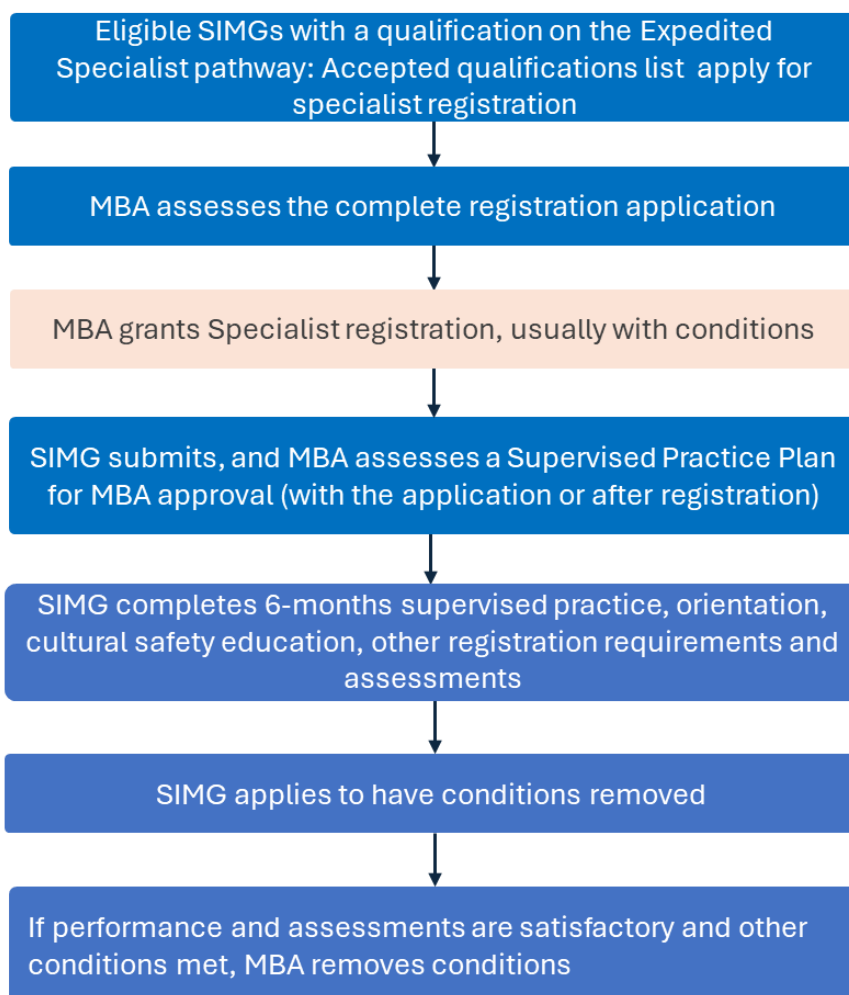 Eligible SIMGs with a qualification on the Expedited
Specialist pathway: Accepted qualifications list apply for
specialist registration
MBA assesses the complete registration application
MBA grants Specialist registration, usually with conditions
SIMG submits, and MBA assesses a Supervised Practice Plan
for MBA approval (with the application or after registration)
SIMG completes 6-months supervised practice, orientation,
cultural safety education, other registration requirements and
assessments
SIMG applies to have conditions removed
If performance and assessments are satisfactory and other
conditions met, MBA removes conditions